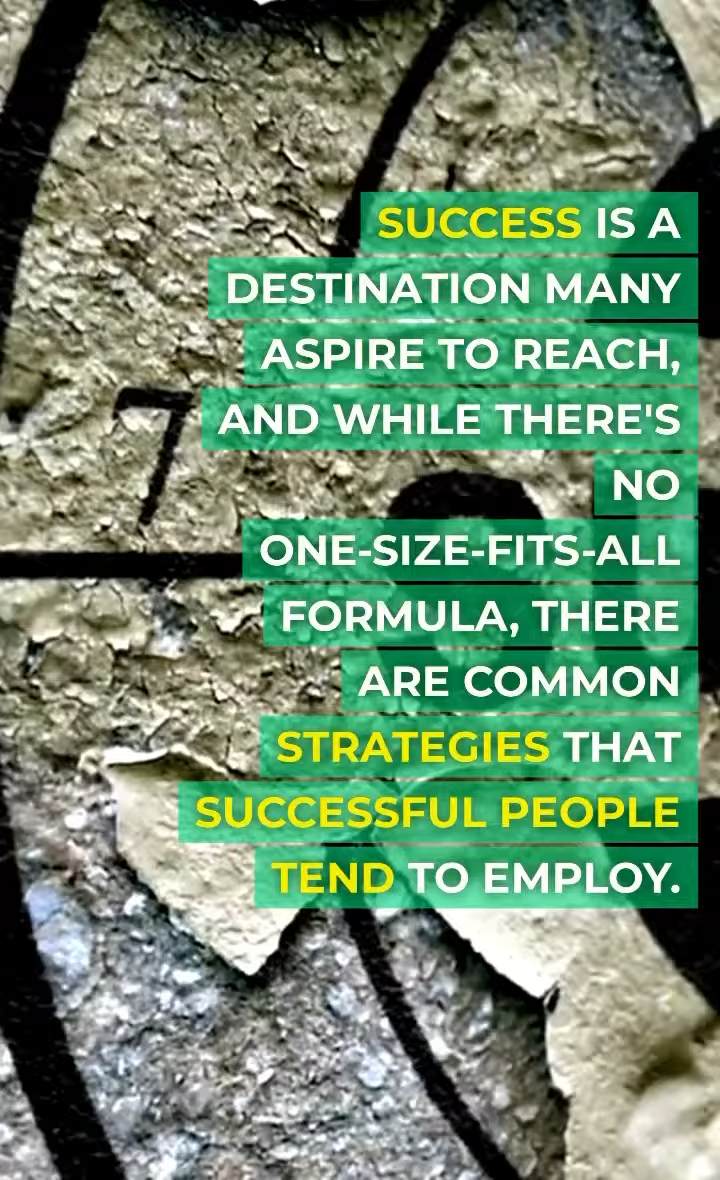 SUCCESS IS A
DESTINATION MANY
ASPIRE TO REACH,
AND WHILE THERE'S
NO
ONE-SIZE-FITS-ALL
FORMULA, THERE
ARE COMMON
STRATEGIES THAT
SUCCESSFUL PEOPLE
TEND TO EMPLOY.
7